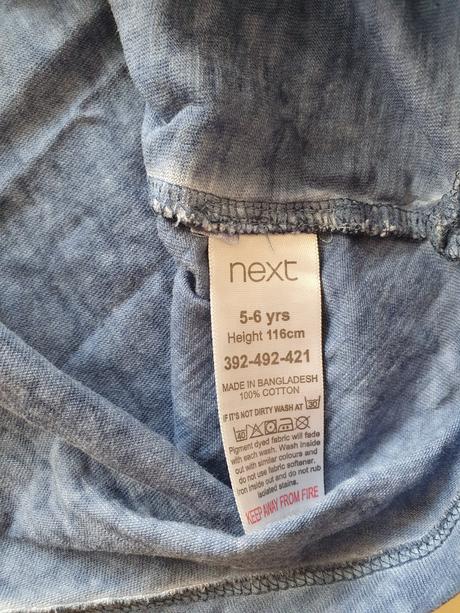 next
5-6 yrs
Height 116cm
392-492-421
MADE IN BANGLADESH
100% COTTON
IF IT'S NOT DIRTY WASH AT 30
40
Pigment dyed fabric will fade
with each wash. Wash inside
out with similar colours and
do not use fabric softener.
Iron inside out and do not rub
isolated stains.
KEEP AWAY FROM FIRE